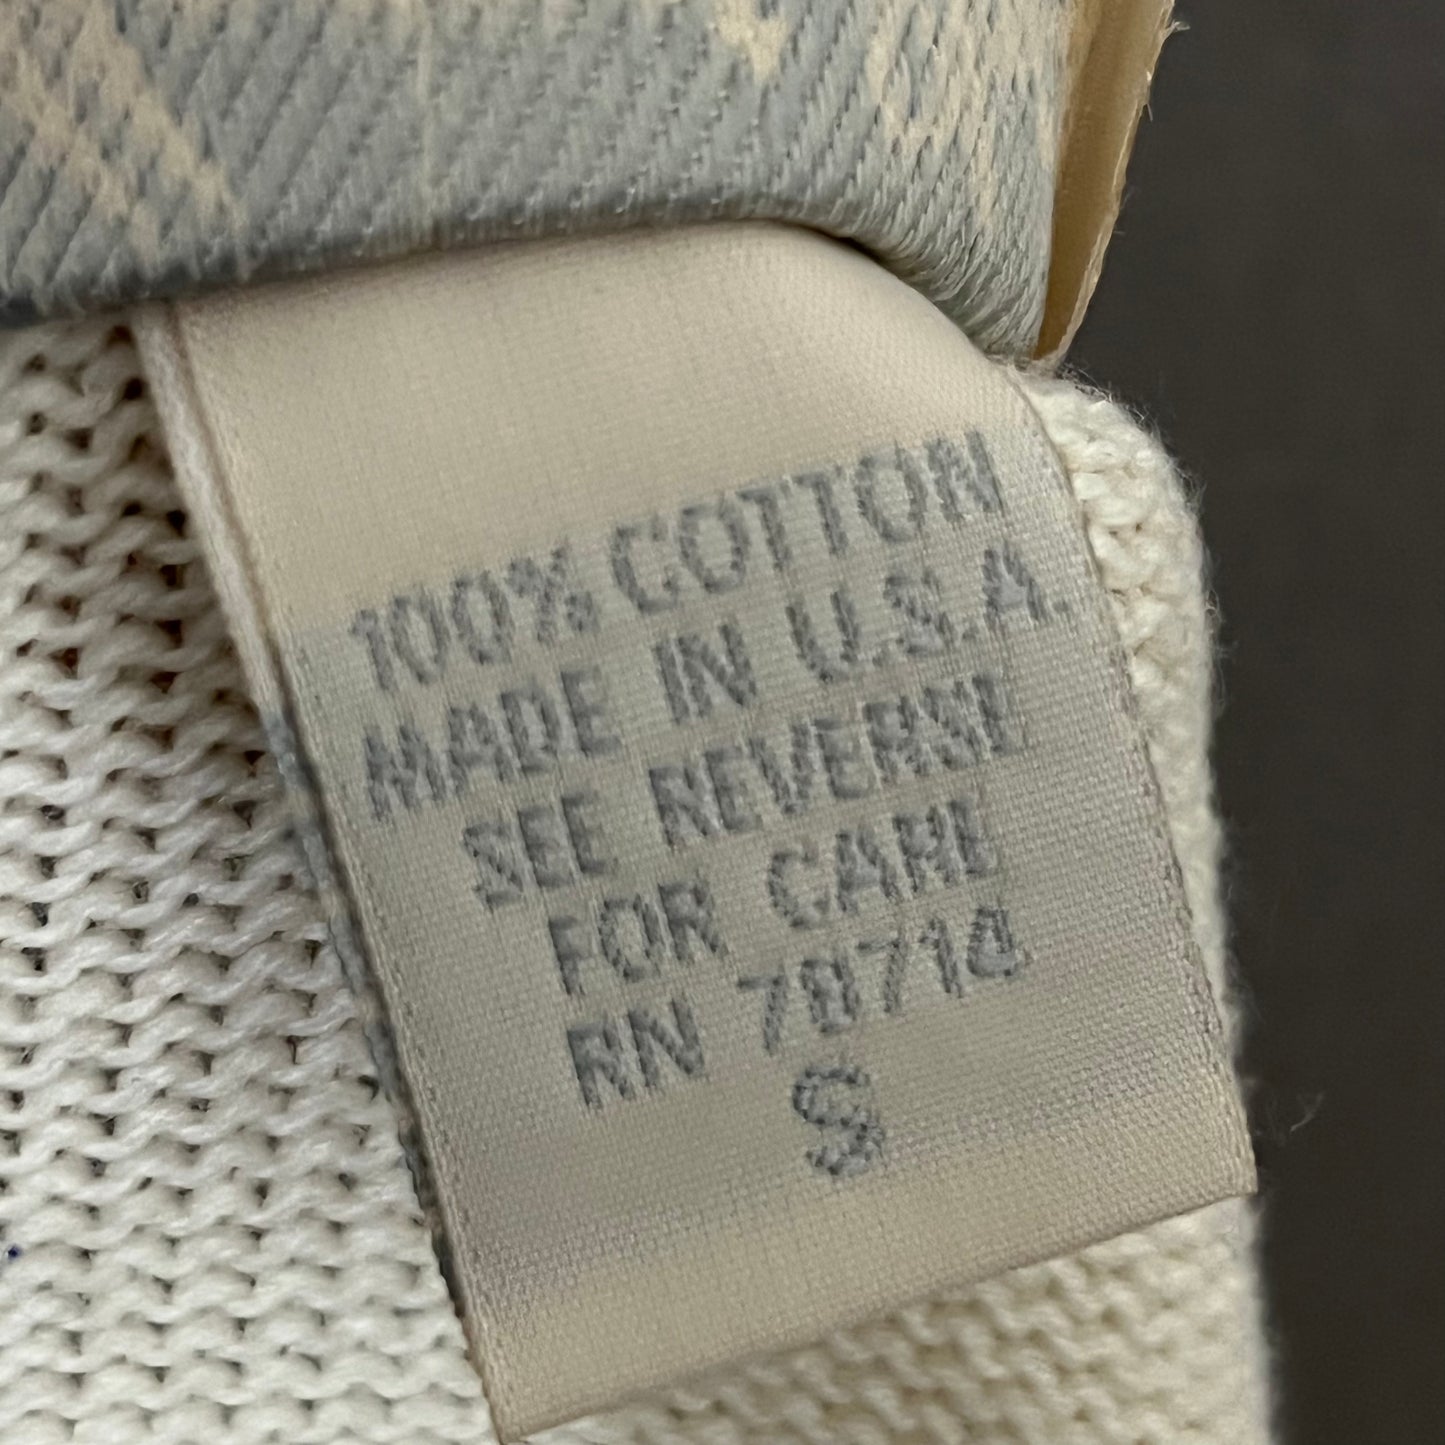 100% COTTON
MADE IN U.S.A.
SEE REVERSE
FOR CARE
RN 78714
S